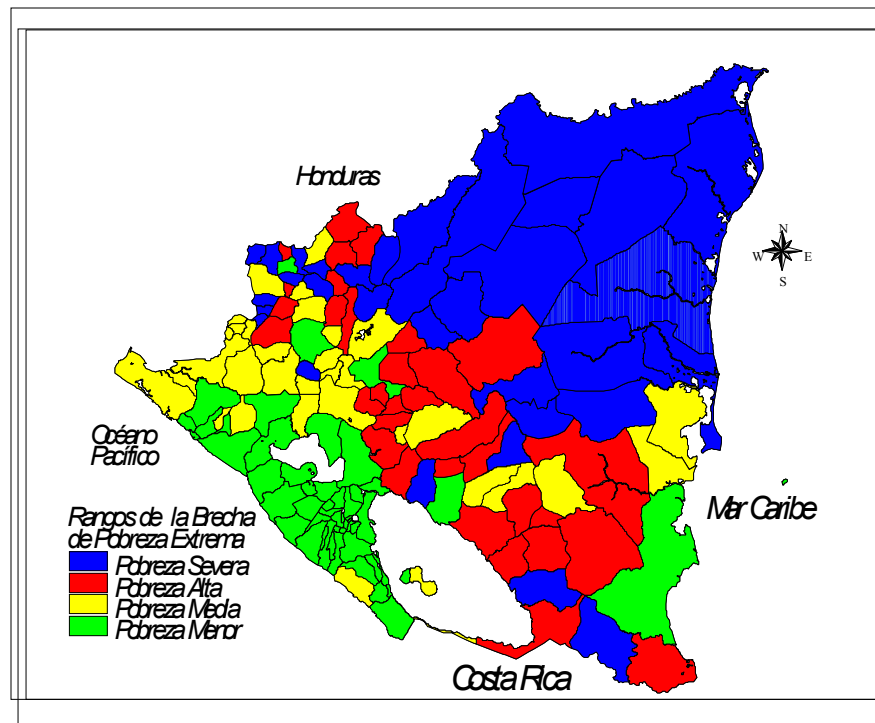 Honduras
N
W E
S
Océano
Pacífico
Mar Caribe
Rangos de la Brecha
de Pobreza Extrema
Pobreza Severa
Pobreza Alta
Pobreza Media
Pobreza Menor
Costa Rica